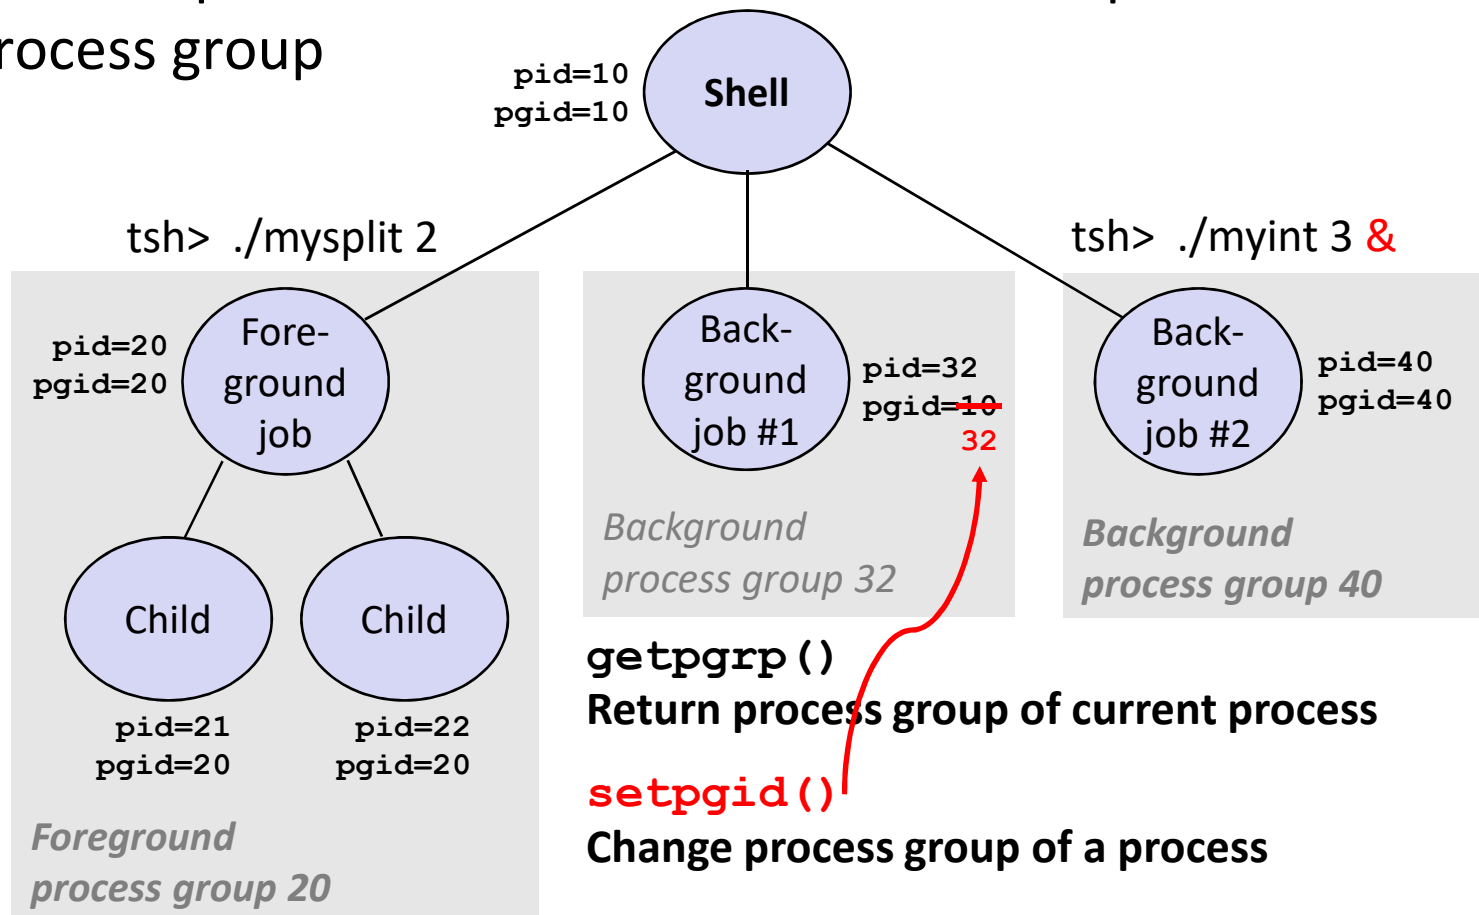 rocess group
pid=10
pgid=10
Shell
tsh> ./mysplit 2
tsh> ./myint 3 &
pid=20
pgid=20
Fore-
ground
job
Back-
ground
job #1
pid=32
pgid=10
32
Back-
ground
job #2
pid=40
pgid=40
Background
process group 32
Background
process group 40
Child
Child
pid=21
pgid=20
pid=22
pgid=20
Foreground
process group 20
getpgrp()
Return process group of current process
setpgid()
Change process group of a process